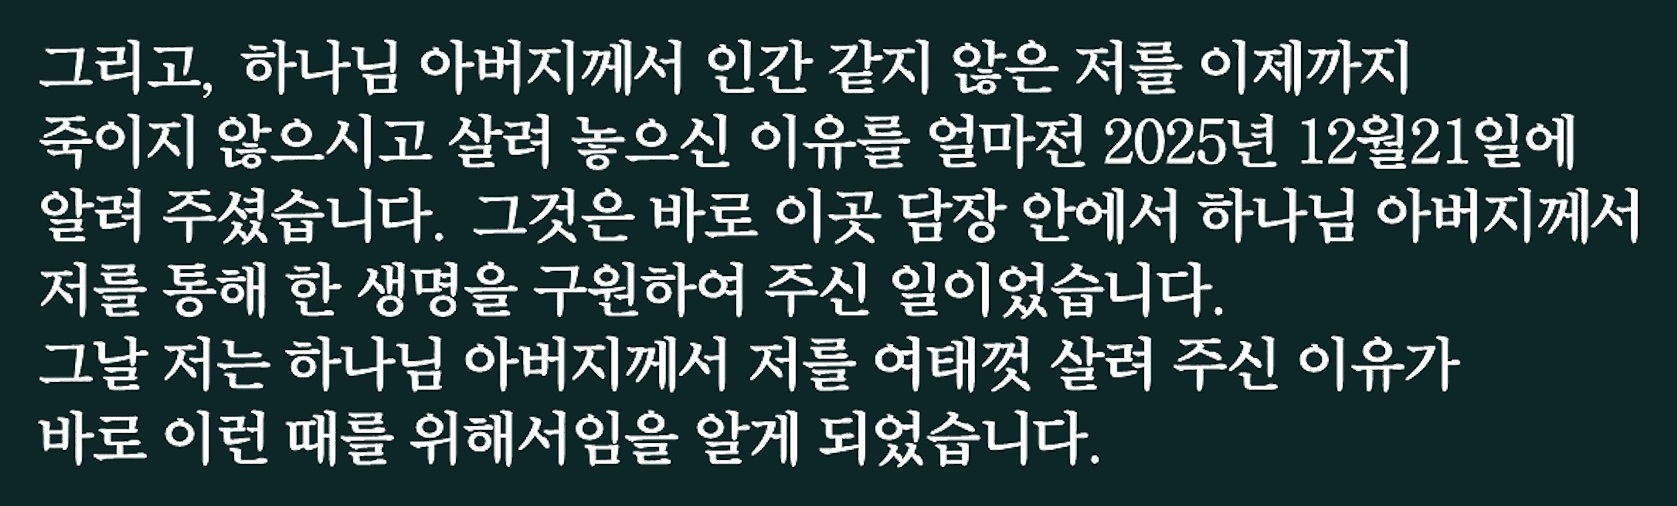 그리고, 하나님 아버지께서 인간 같지 않은 저를 이제까지
죽이지 않으시고 살려 놓으신 이유를 얼마전 2025년 12월21일에
알려 주셨습니다. 그것은 바로 이곳 담장 안에서 하나님 아버지께서
저를 통해 한 생명을 구원하여 주신 일이었습니다.
그날 저는 하나님 아버지께서 저를 여태껏 살려 주신 이유가
바로 이런 때를 위해서임을 알게 되었습니다.